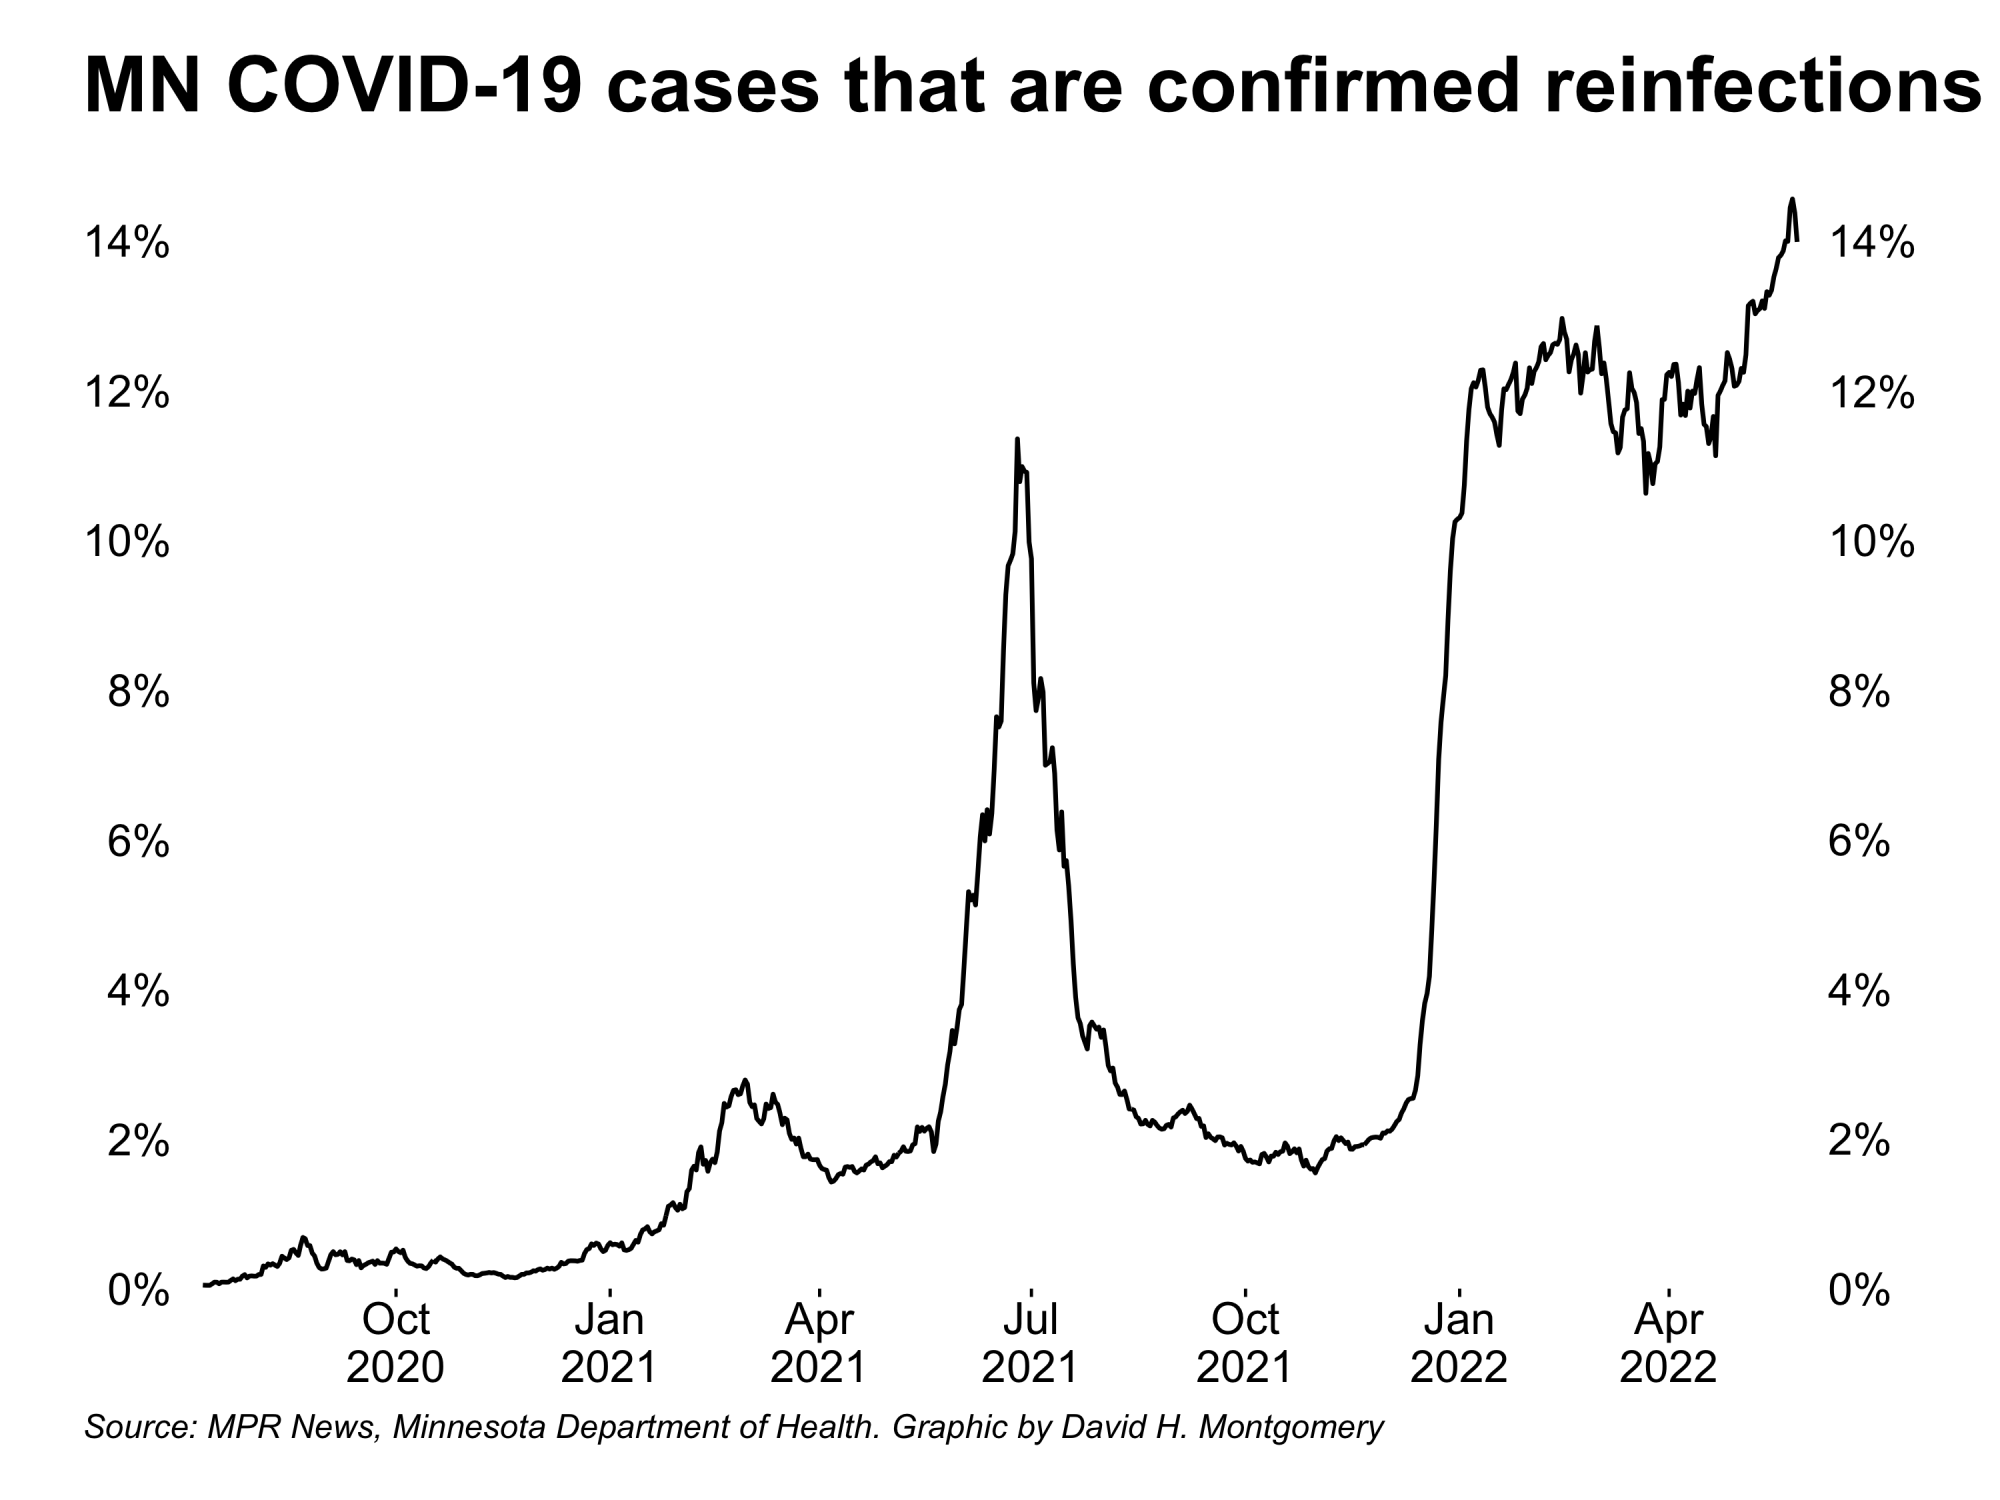 MN COVID-19 cases that are confirmed reinfections
14% 14%
12% 12%
10% 10%
8% 8%
6% 6%
4% 4%
2% 2%
0% 0%
Oct Jan Apr Jul Oct Jan Apr
2020 2021 2021 2021 2021 2022 2022
Source: MPR News, Minnesota Department of Health. Graphic by David H. Montgomery